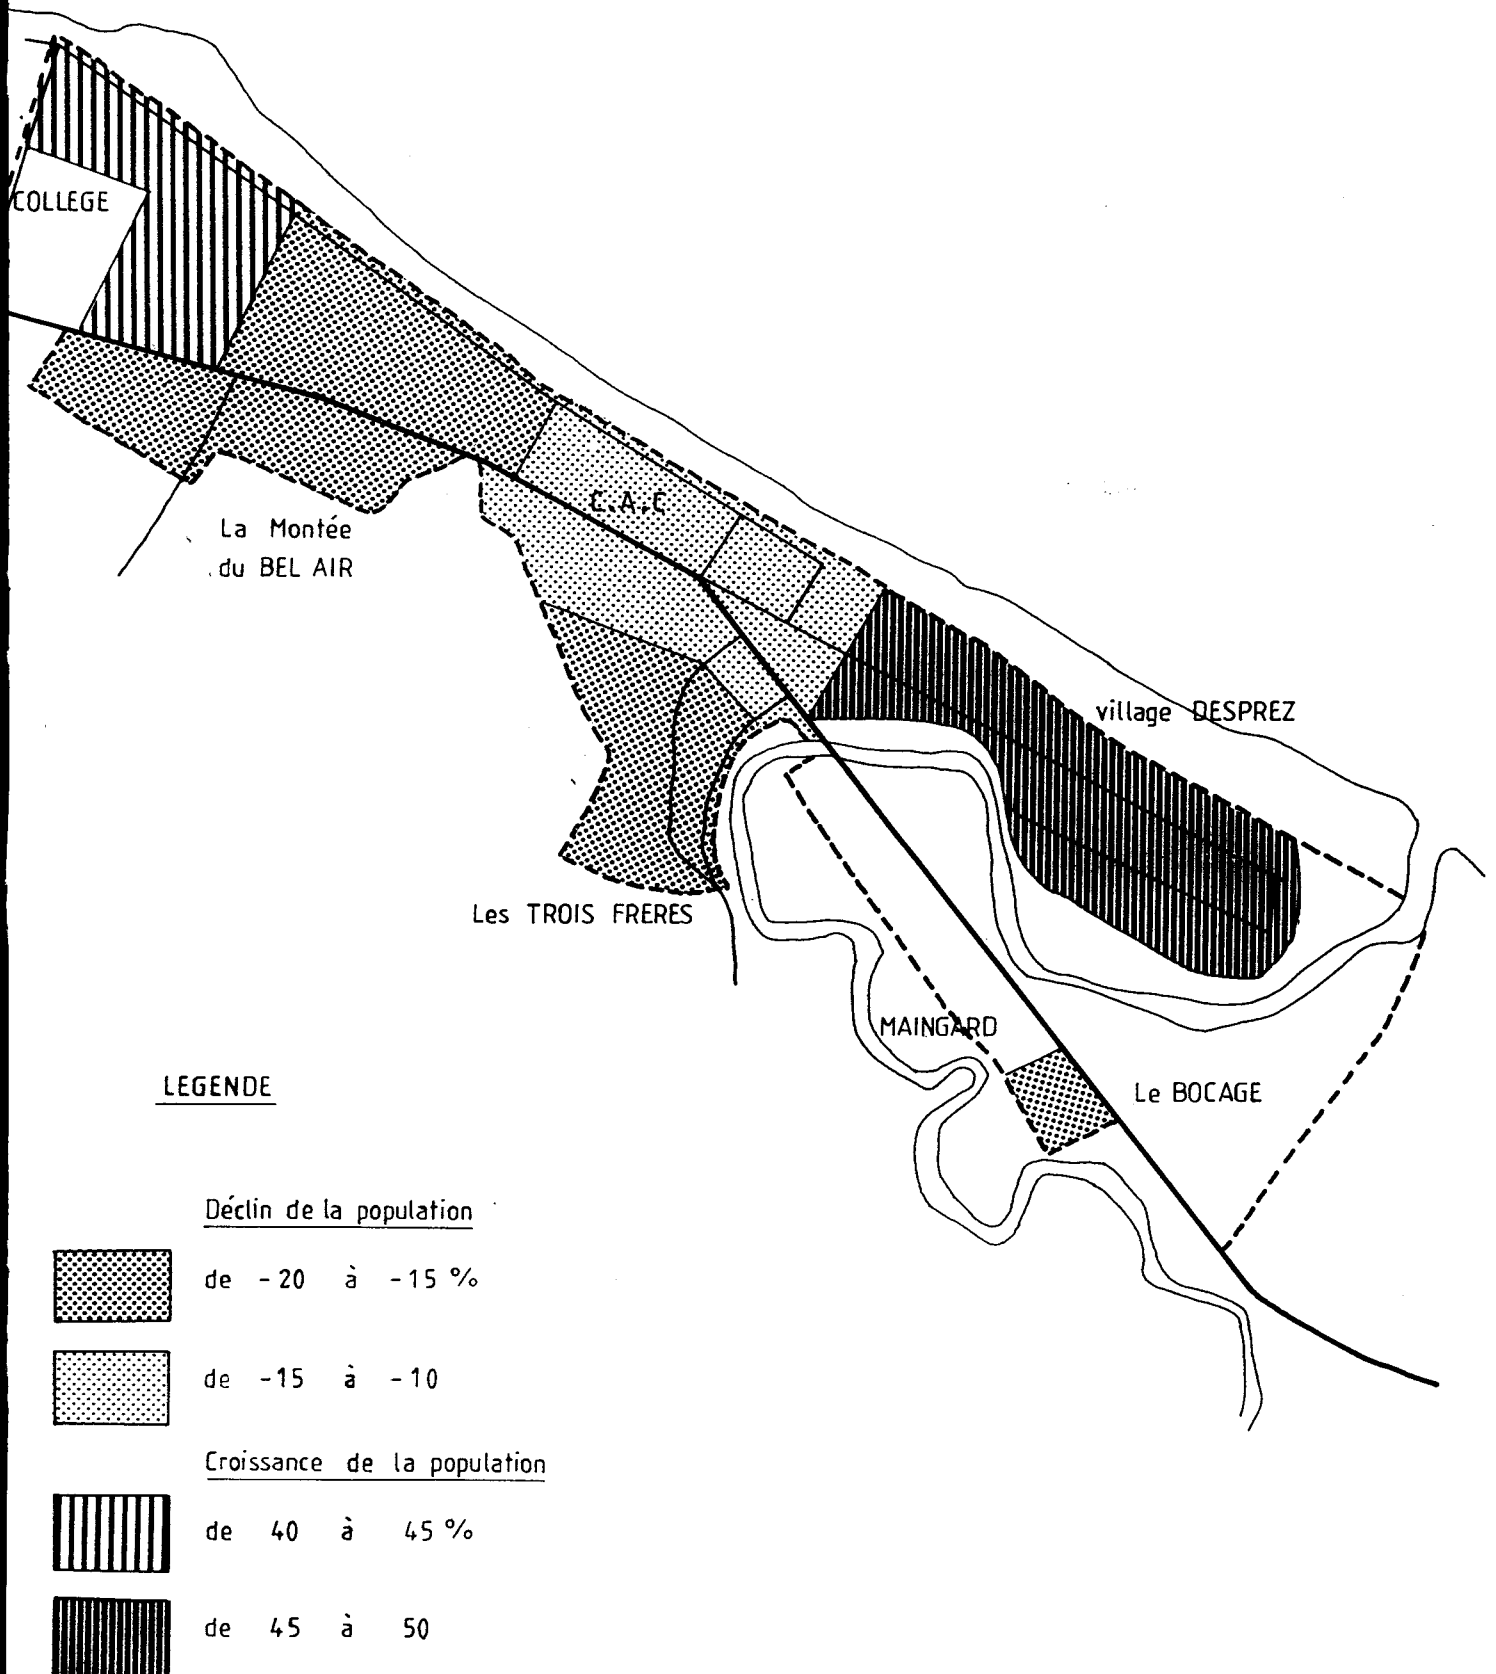 COLLEGE
La Montée
du BEL AIR
C.A.C
village DESPREZ
Les TROIS FRERES
MAINGARD
Le BOCAGE
LEGENDE
Déclin de la population
de -20 à -15 %
de -15 à -10
Croissance de la population
de 40 à 45 %
de 45 à 50